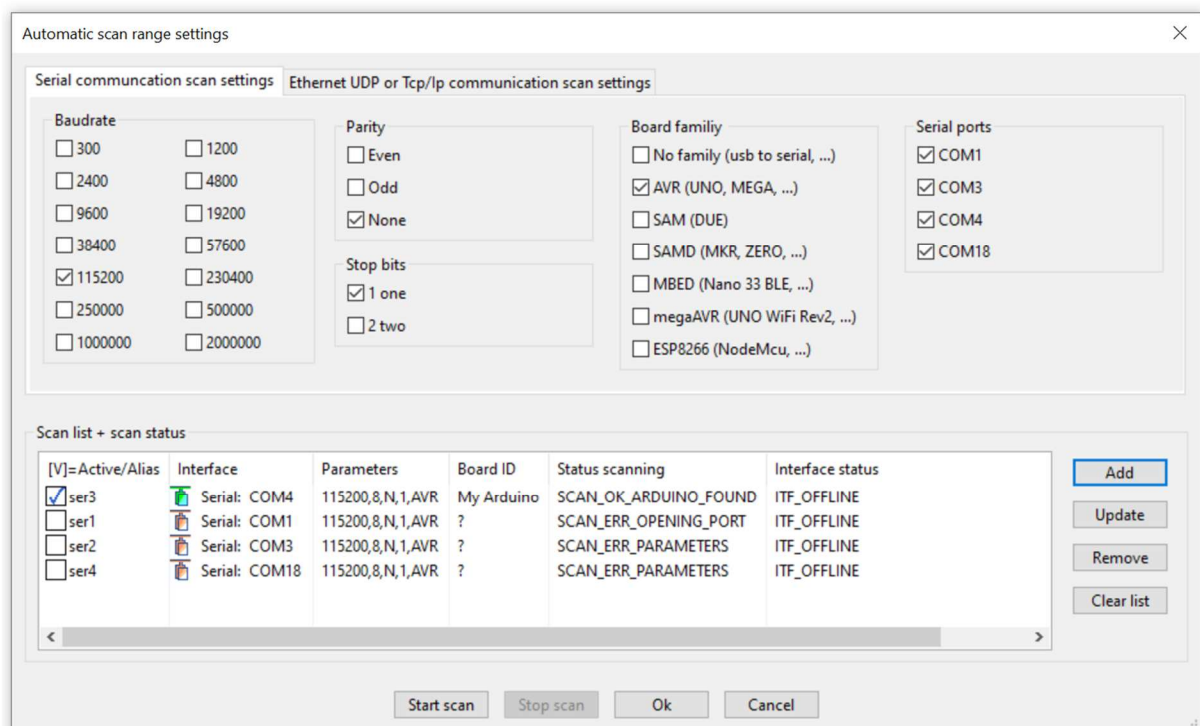 Automatic scan range settings
Serial communcation scan settings
Ethernet UDP or Tcp/Ip communication scan settings
Baudrate
300
1200
2400
4800
9600
19200
38400
57600
115200
230400
250000
500000
1000000
2000000
Parity
Even
Odd
None
Stop bits
1 one
2 two
Board familiy
No family (usb to serial, ...)
AVR (UNO, MEGA, ...)
SAM (DUE)
SAMD (MKR, ZERO, ...)
MBED (Nano 33 BLE, ...)
megaAVR (UNO WiFi Rev2, ...)
ESP8266 (NodeMcu, ...)
Serial ports
COM1
COM3
COM4
COM18
Scan list + scan status
[V]=Active/Alias Interface Parameters Board ID Status scanning Interface status
ser3 Serial: COM4 115200,8,N,1,AVR My Arduino SCAN_OK_ARDUINO_FOUND ITF_OFFLINE
ser1 Serial: COM1 115200,8,N,1,AVR ? SCAN_ERR_OPENING_PORT ITF_OFFLINE
ser2 Serial: COM3 115200,8,N,1,AVR ? SCAN_ERR_PARAMETERS ITF_OFFLINE
ser4 Serial: COM18 115200,8,N,1,AVR ? SCAN_ERR_PARAMETERS ITF_OFFLINE
Add
Update
Remove
Clear list
Start scan
Stop scan
Ok
Cancel